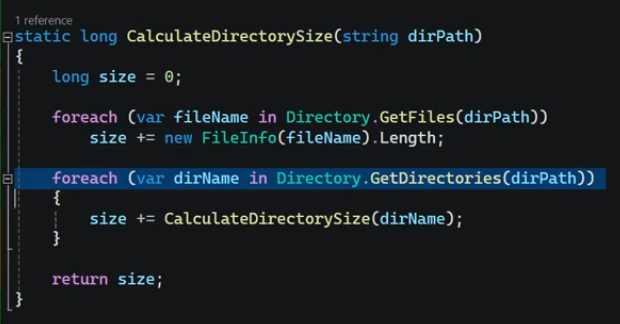 1 reference
static long CalculateDirectorySize(string dirPath)
{
long size = 0;
foreach (var fileName in Directory.GetFiles(dirPath))
size += new FileInfo(fileName).Length;
foreach (var dirName in Directory.GetDirectories(dirPath))
{
size += CalculateDirectorySize(dirName);
}
return size;
}